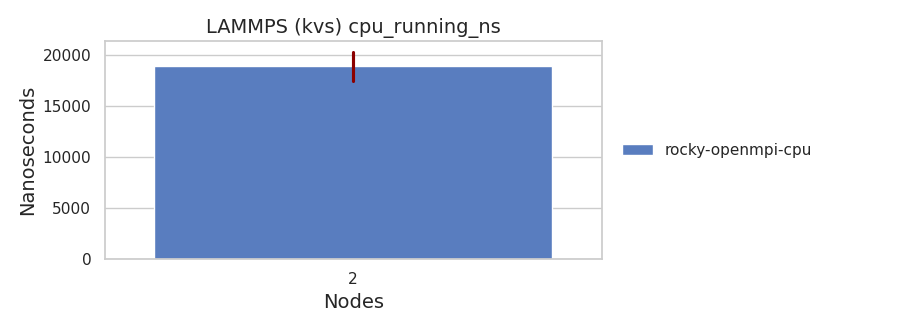 LAMMPS (kvs) cpu_running_ns
Nanoseconds
20000
15000
10000
5000
0
2
Nodes
rocky-openmpi-cpu